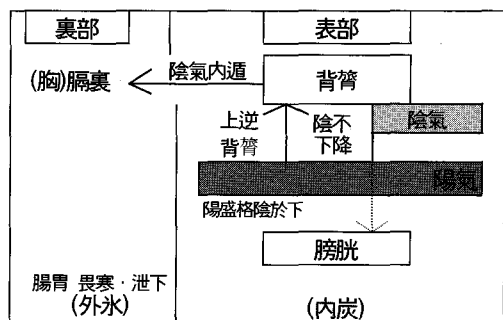 裏部
表部
(胸)膈裏
陰氣内遁
背膂
上逆
背膂
陰不
下降
陰氣
陽氣
陽盛格陰於下
膀胱
腸胃 畏寒·泄下
(外氷)
(内炭)